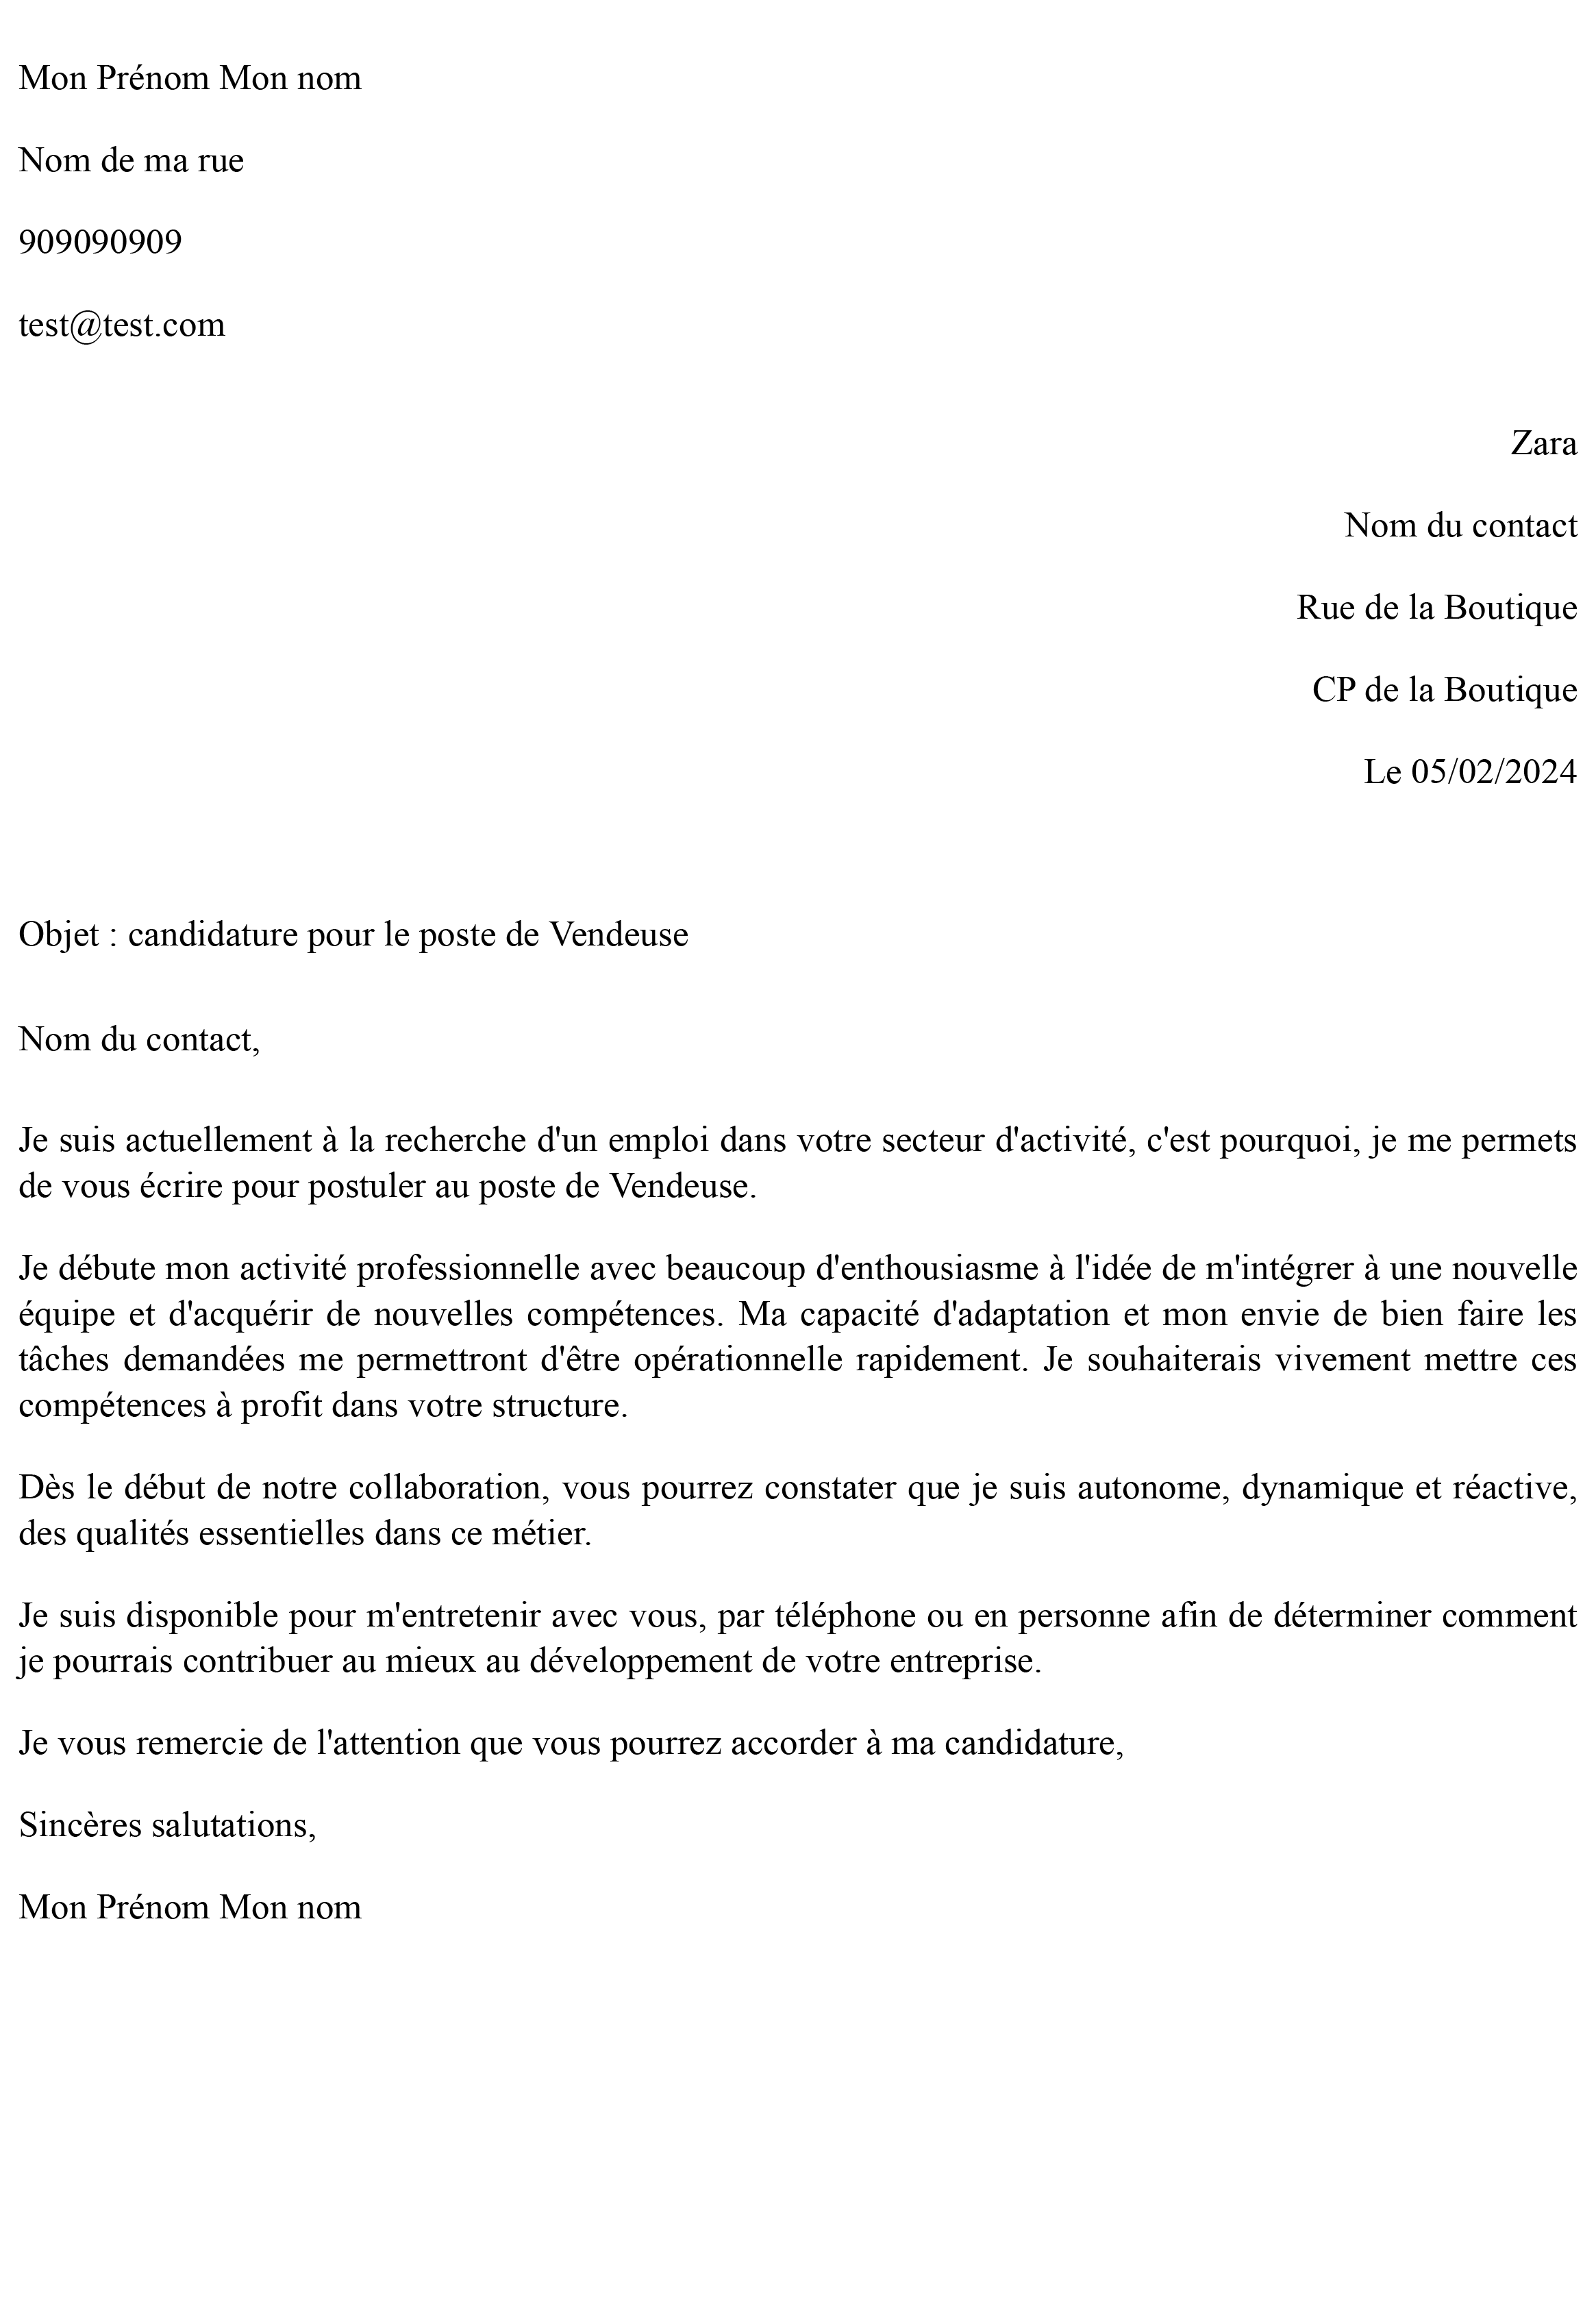 Mon Prénom Mon nom
Nom de ma rue
909090909
test@test.com
Zara
Nom du contact
Rue de la Boutique
CP de la Boutique
Le 05/02/2024
Objet : candidature pour le poste de Vendeuse
Nom du contact,
Je suis actuellement à la recherche d'un emploi dans votre secteur d'activité, c'est pourquoi, je me permets
de vous écrire pour postuler au poste de Vendeuse.
Je débute mon activité professionnelle avec beaucoup d'enthousiasme à l'idée de m'intégrer à une nouvelle
équipe et d'acquérir de nouvelles compétences. Ma capacité d'adaptation et mon envie de bien faire les
tâches demandées me permettront d'être opérationnelle rapidement. Je souhaiterais vivement mettre ces
compétences à profit dans votre structure.
Dès le début de notre collaboration, vous pourrez constater que je suis autonome, dynamique et réactive,
des qualités essentielles dans ce métier.
Je suis disponible pour m'entretenir avec vous, par téléphone ou en personne afin de déterminer comment
je pourrais contribuer au mieux au développement de votre entreprise.
Je vous remercie de l'attention que vous pourrez accorder à ma candidature,
Sincères salutations,
Mon Prénom Mon nom